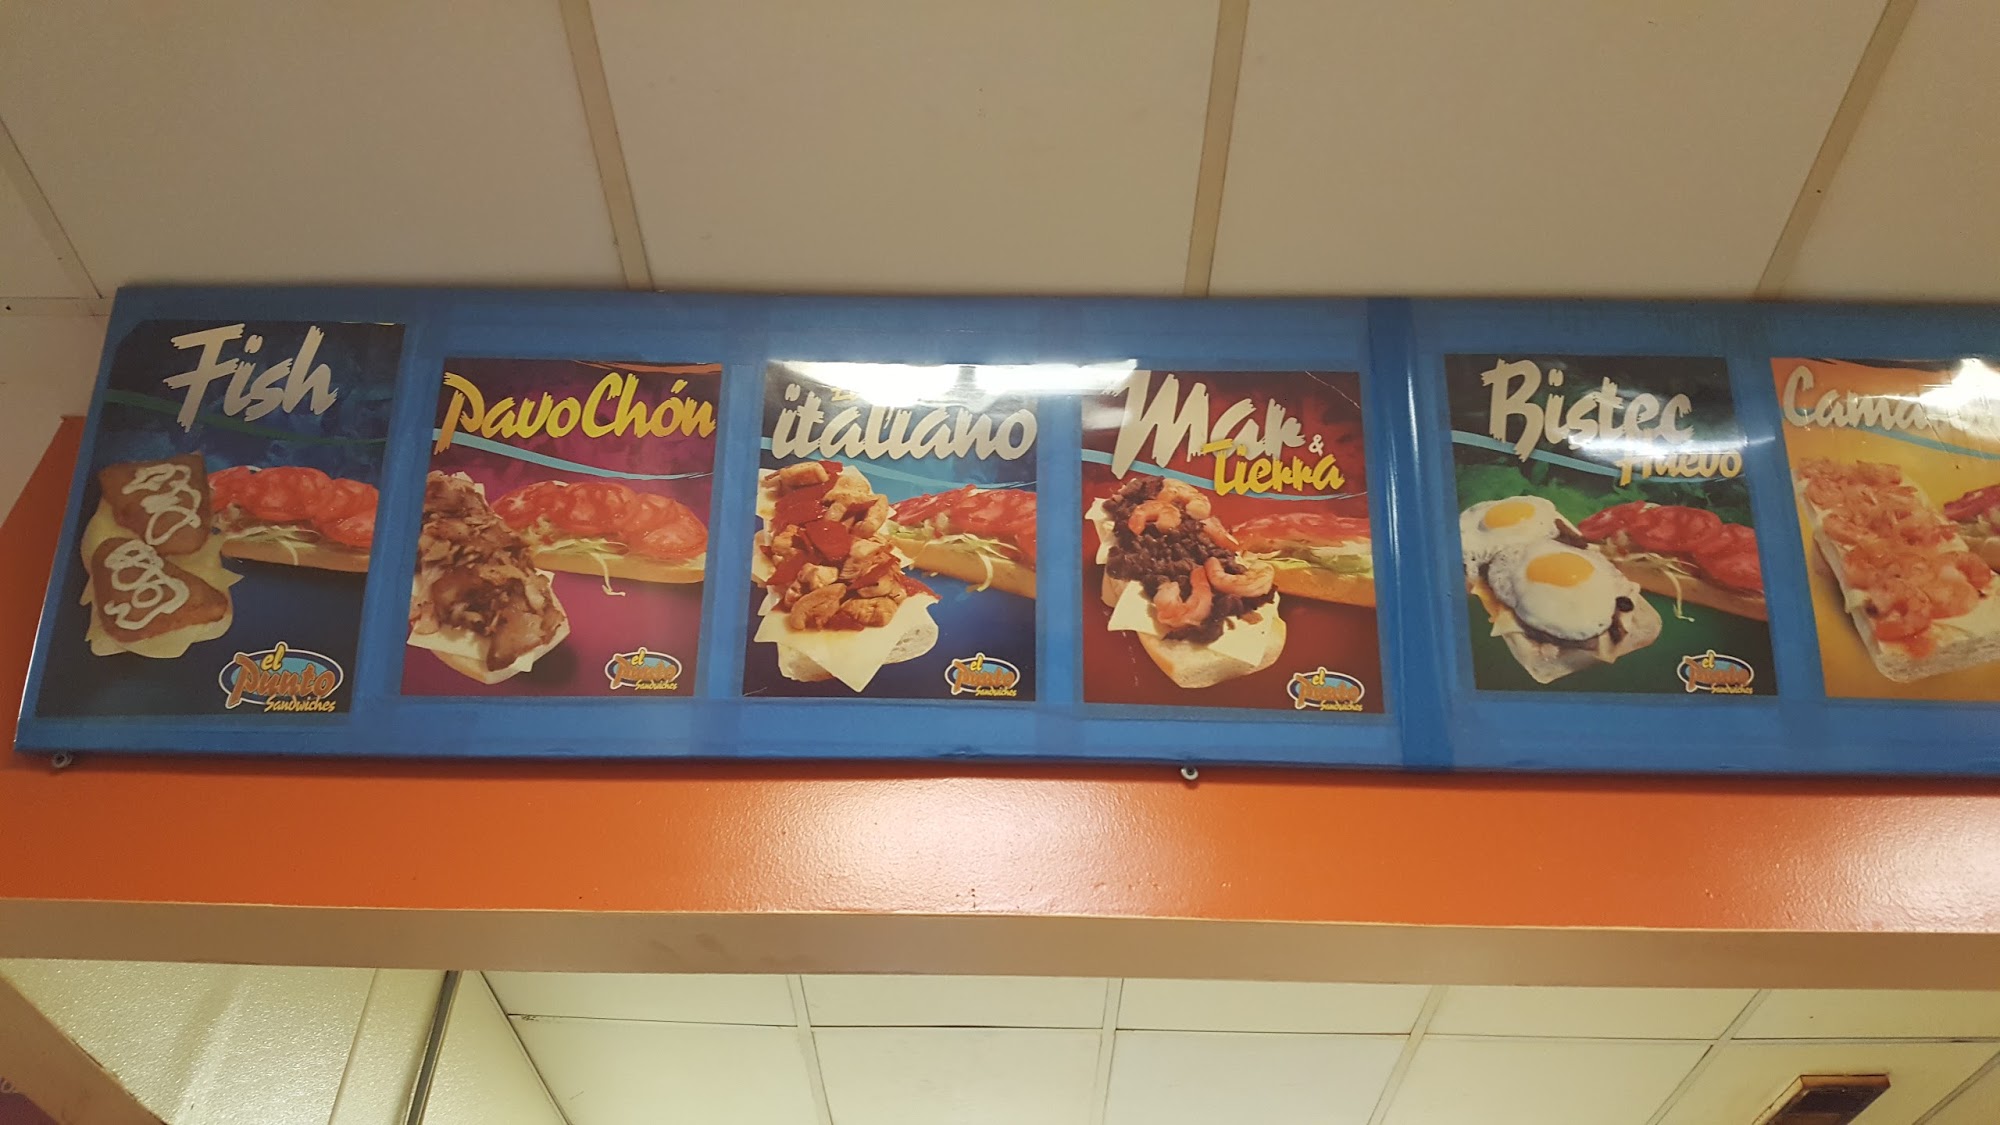 Fish
el
Punto
Sandwiches
PavoChón
el
Punto
Sandwiches
italiano
el
Punto
Sandwiches
Mar &
Tierra
el
Punto
Sandwiches
Bistec
Huevo
el
Punto
Sandwiches